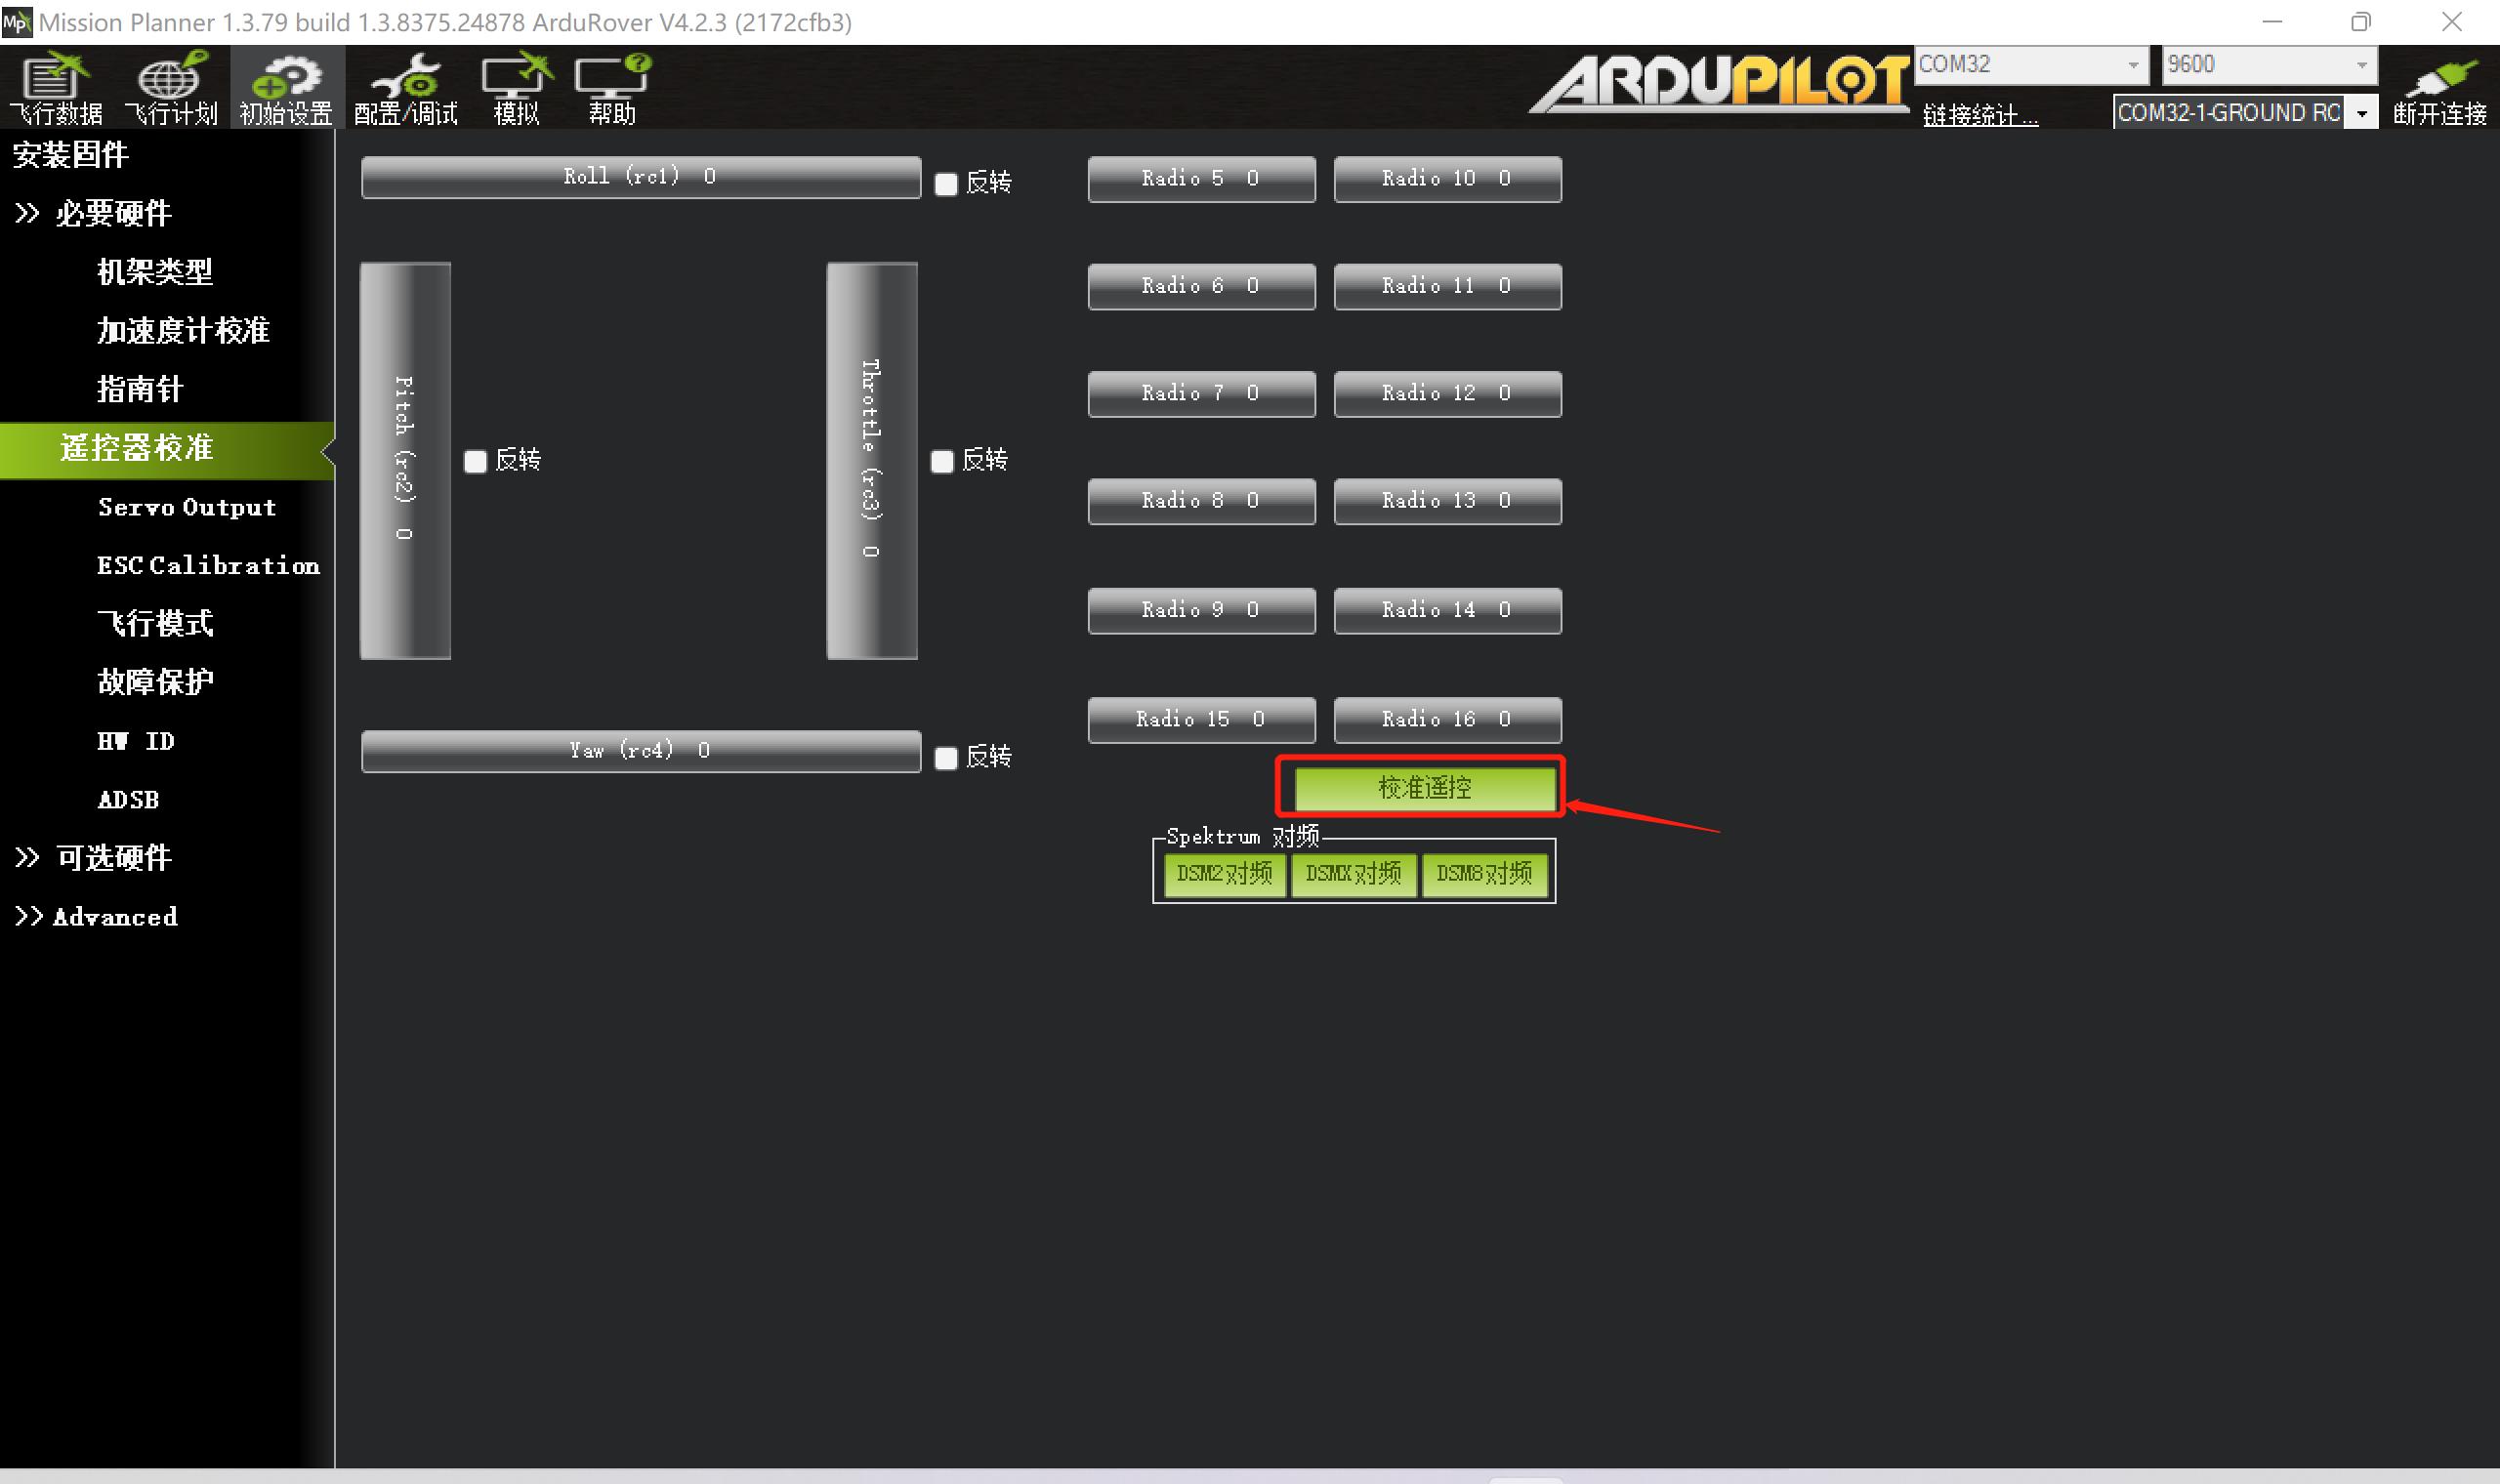 Mission Planner 1.3.79 build 1.3.8375.24878 ArduRover V4.2.3 (2172cfb3)
飞行数据
飞行计划
初始设置
配置/调试
模拟
帮助
ARDUPILOT
COM32
9600
链接统计...
COM32-1-GROUND RO
断开连接
安装固件
>> 必要硬件
机架类型
加速度计校准
指南针
遥控器校准
Servo Output
ESC Calibration
飞行模式
故障保护
HW ID
ADSB
>> 可选硬件
>> Advanced
Roll (rc1) 0
反转
Pitch (rc2) 0
反转
Throttle (rc3) 0
反转
Yaw (rc4) 0
反转
Radio 5 0
Radio 10 0
Radio 6 0
Radio 11 0
Radio 7 0
Radio 12 0
Radio 8 0
Radio 13 0
Radio 9 0
Radio 14 0
Radio 15 0
Radio 16 0
校准遥控
Spektrum 对频
DSM2对频
DSMX对频
DSM8对频